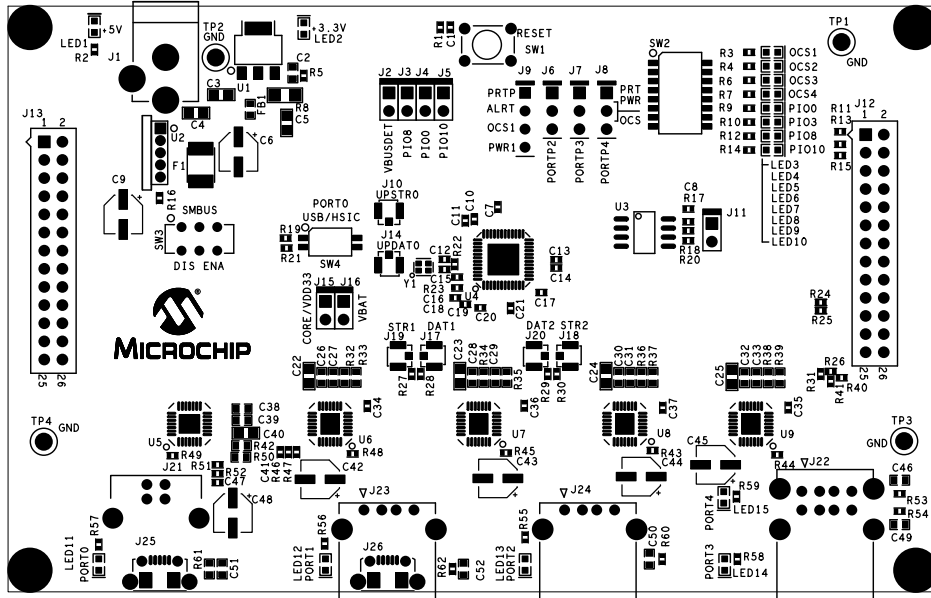 +5V
LED1
R2
J1
TP2
GND
+3.3V
LED2
U1
C2
R5
C3
FB1
R8
C5
C4
R1
C1
RESET
SW1
SW2
TP1
GND
J2 J3 J4 J5
VBUSDET
PIO8
PIO0
PIO10
J9 J6 J7 J8
PRTP
ALRT
OCS1
PWR1
PORTP2
PORTP3
PORTP4
PRT
PWR
OCS
R3 OCS1
R4 OCS2
R6 OCS3
R7 OCS4
R9 PIO0
R10 PIO3
R12 PIO8
R14 PIO10
LED3
LED4
LED5
LED6
LED7
LED8
LED9
LED10
R11
R13
R15
J12
1 2
25 26
J13
1 2
25 26
U2
F1
C6
C9
R16
SMBUS
SW3
DIS ENA
R19
R21
PORT0
USB/HSIC
SW4
J10
UPSTR0
J14
UPDAT0
Y1
C11
C10
C7
C12
R22
C15
R23
C16
C18
C19
U4
C20
C21
C17
C13
C14
U3
C8
R17
R18
R20
J11
R24
R25
MICROCHIP
J15 J16
CORE/VDD33
VBAT
STR1
J19
DAT1
J17
R27
R28
DAT2
J20
STR2
J18
R29
R30
C22
C26
C27
R32
R33
C23
C28
R34
C29
R35
C24
C30
C31
R36
R37
C25
C32
C33
R38
R39
R31
R26
R41
R40
C34
C36
C37
C35
TP4
GND
TP3
GND
U5
R49
C38
C39
C40
R42
R50
C41
R46
R47
U6
R48
U7
R45
U8
R43
U9
R44
J21
R51
R52
C47
C48
C42
C43
C44
C45
J22
C46
R53
R54
C49
R57
LED11
PORT0
J25
R61
C51
R56
LED12
PORT1
J23
J26
R62
C52
R55
LED13
PORT2
J24
C50
R60
PORT4
R59
LED15
PORT3
R58
LED14